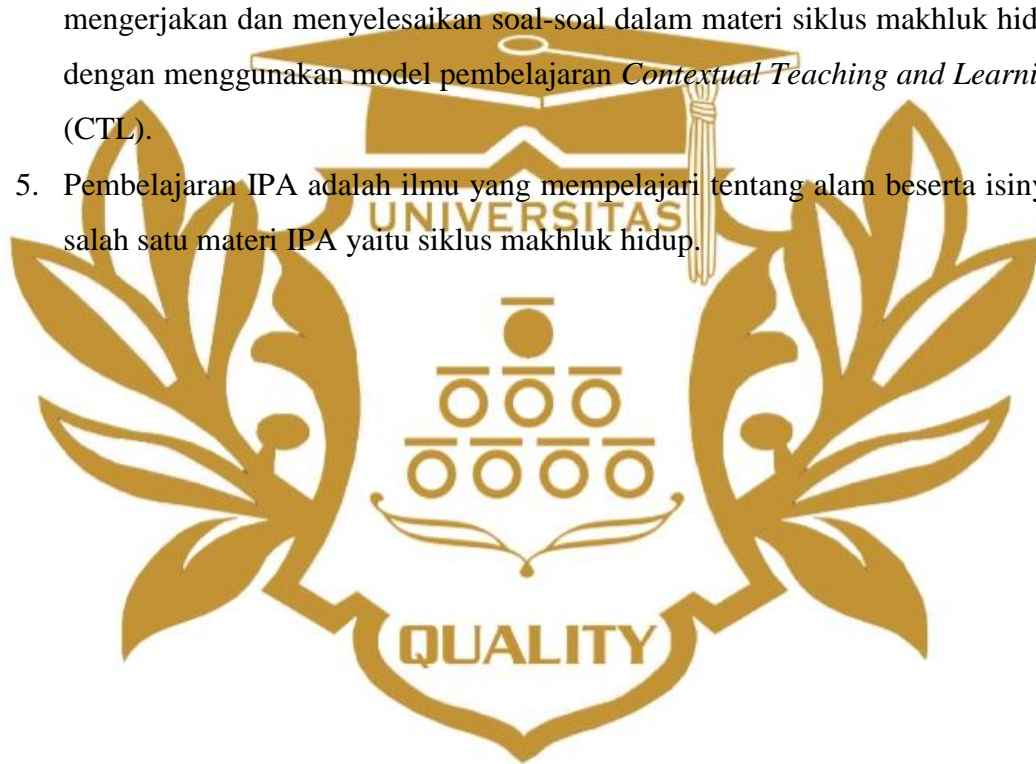 mengerjakan dan menyelesaikan soal-soal dalam materi siklus makhluk hid
dengan menggunakan model pembelajaran Contextual Teaching and Learni
(CTL).
5. Pembelajaran IPA adalah ilmu yang mempelajari tentang alam beserta isiny
salah satu materi IPA yaitu siklus makhluk hidup.
UNIVERSITAS
QUALITY